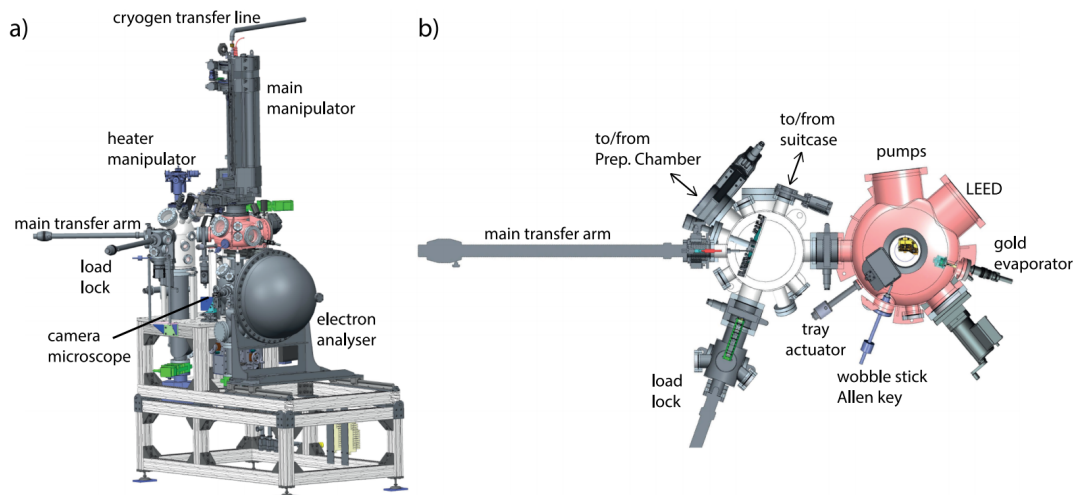 a)
cryogen transfer line
main
manipulator
heater
manipulator
main transfer arm
load
lock
camera
microscope
electron
analyser
b)
to/from
Prep. Chamber
to/from
suitcase
pumps
LEED
main transfer arm
gold
evaporator
tray
actuator
wobble stick
Allen key
load
lock